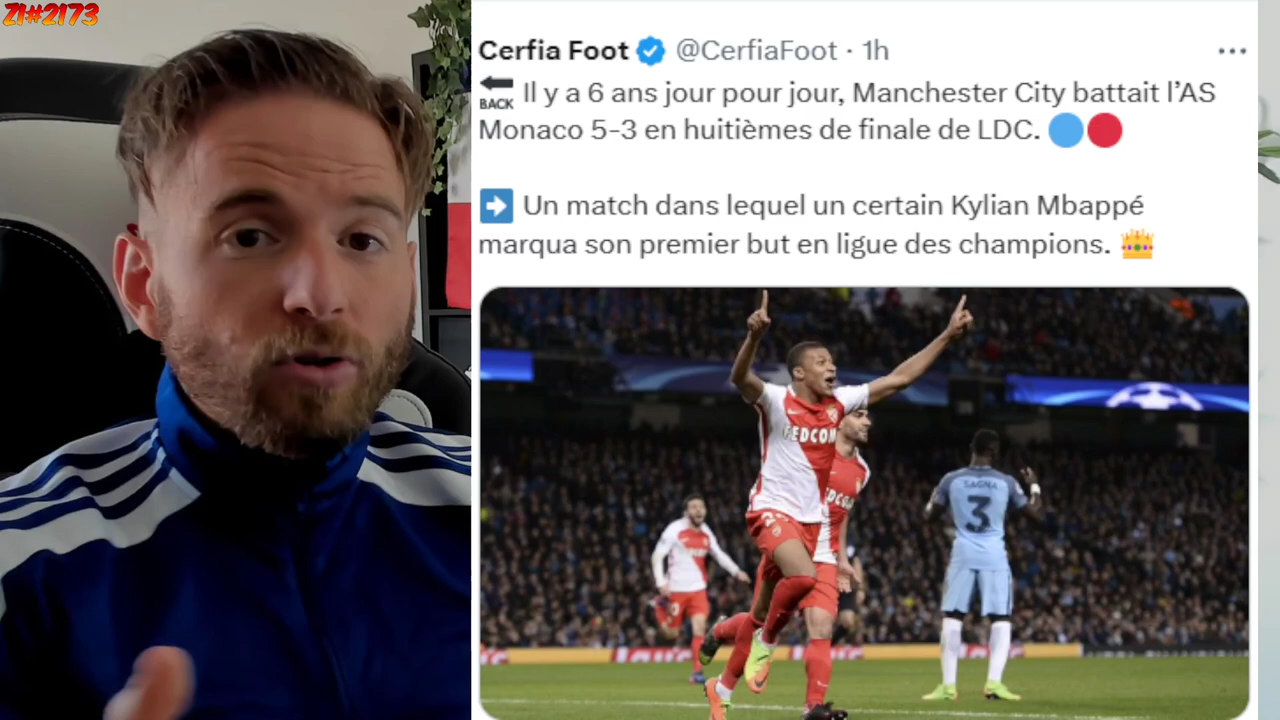 ZI#2173
Cerfia Foot @CerfiaFoot · 1h
BACK Il y a 6 ans jour pour jour, Manchester City battait l'AS
Monaco 5-3 en huitièmes de finale de LDC.
Un match dans lequel un certain Kylian Mbappé
marqua son premier but en ligue des champions.
FEDCOM
FEDCOM
SAGNA
3